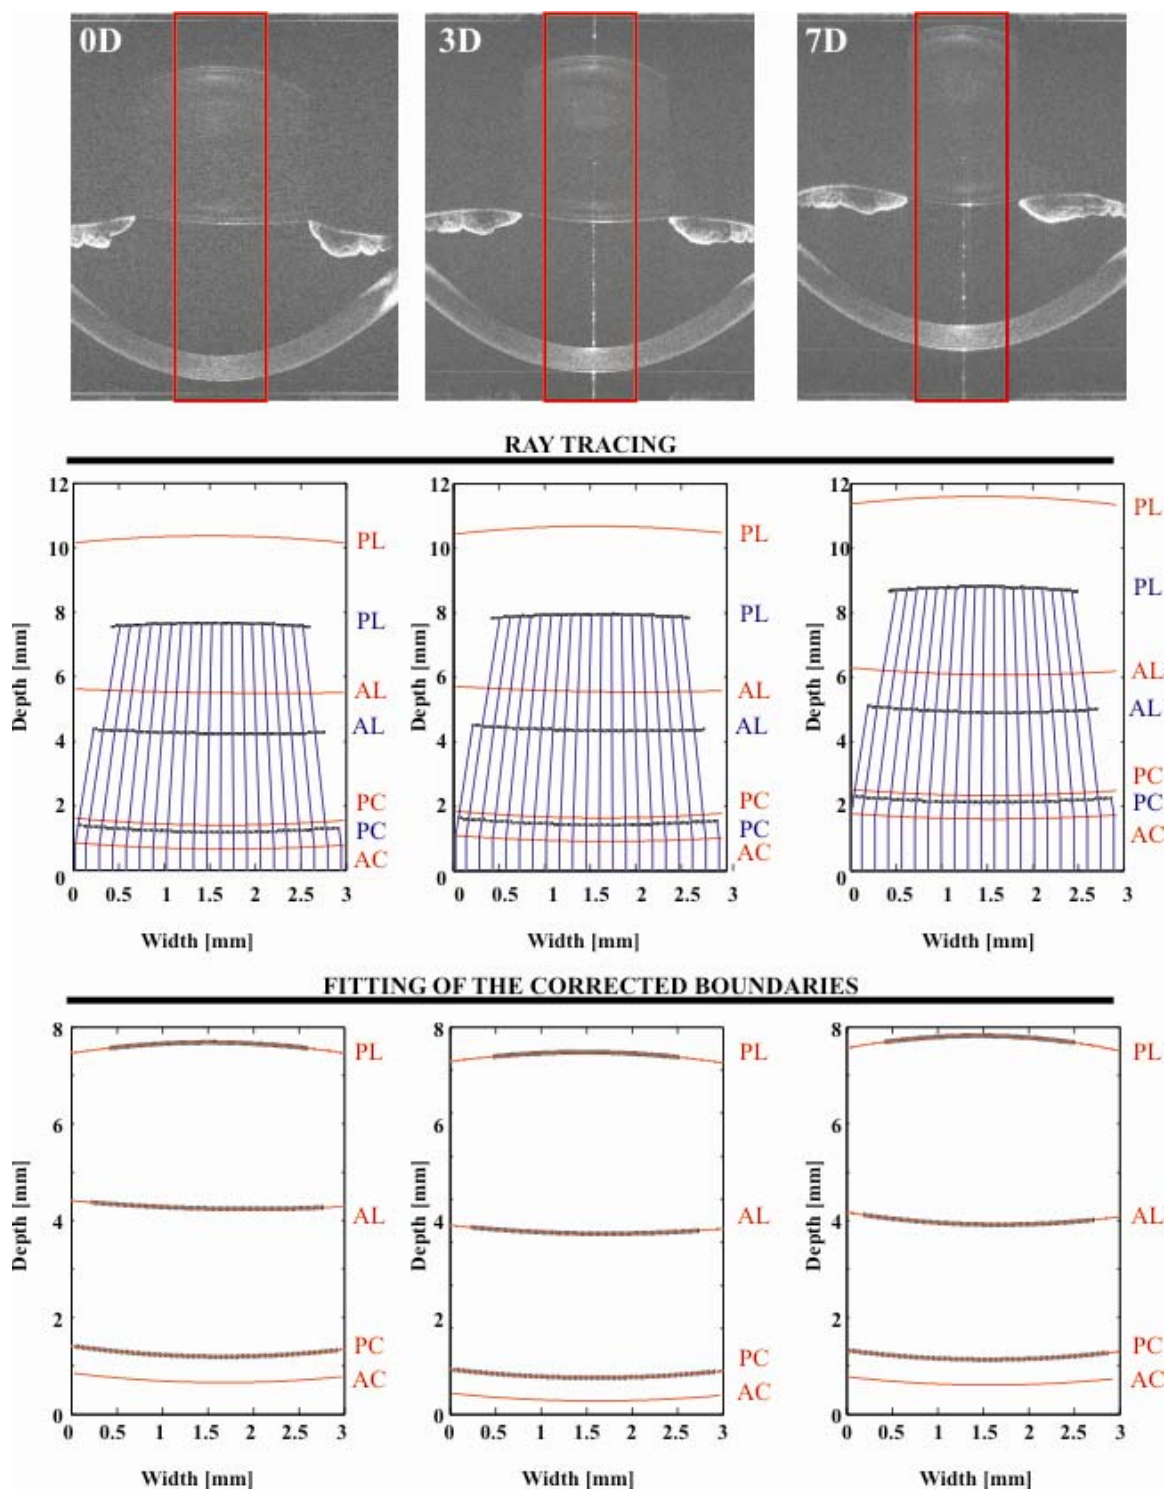 0D 3D 7D
RAY TRACING
12 12 12
PL PL PL
10 10 10
PL PL PL
8 8 8
Depth [mm] Depth [mm] Depth [mm]
6 6 6
AL AL AL
AL AL AL
4 4 4
PC PC PC
2 2 2
PC PC PC
AC AC AC
0 0 0
0 0.5 1 1.5 2 2.5 3 0 0.5 1 1.5 2 2.5 3 0 0.5 1 1.5 2 2.5 3
Width [mm] Width [mm] Width [mm]
FITTING OF THE CORRECTED BOUNDARIES
8 8 8
PL PL PL
6 6 6
Depth [mm] Depth [mm] Depth [mm]
AL AL AL
4 4 4
2 2 2
PC PC PC
AC AC AC
0 0 0
0 0.5 1 1.5 2 2.5 3 0 0.5 1 1.5 2 2.5 3 0 0.5 1 1.5 2 2.5 3
Width [mm] Width [mm] Width [mm]